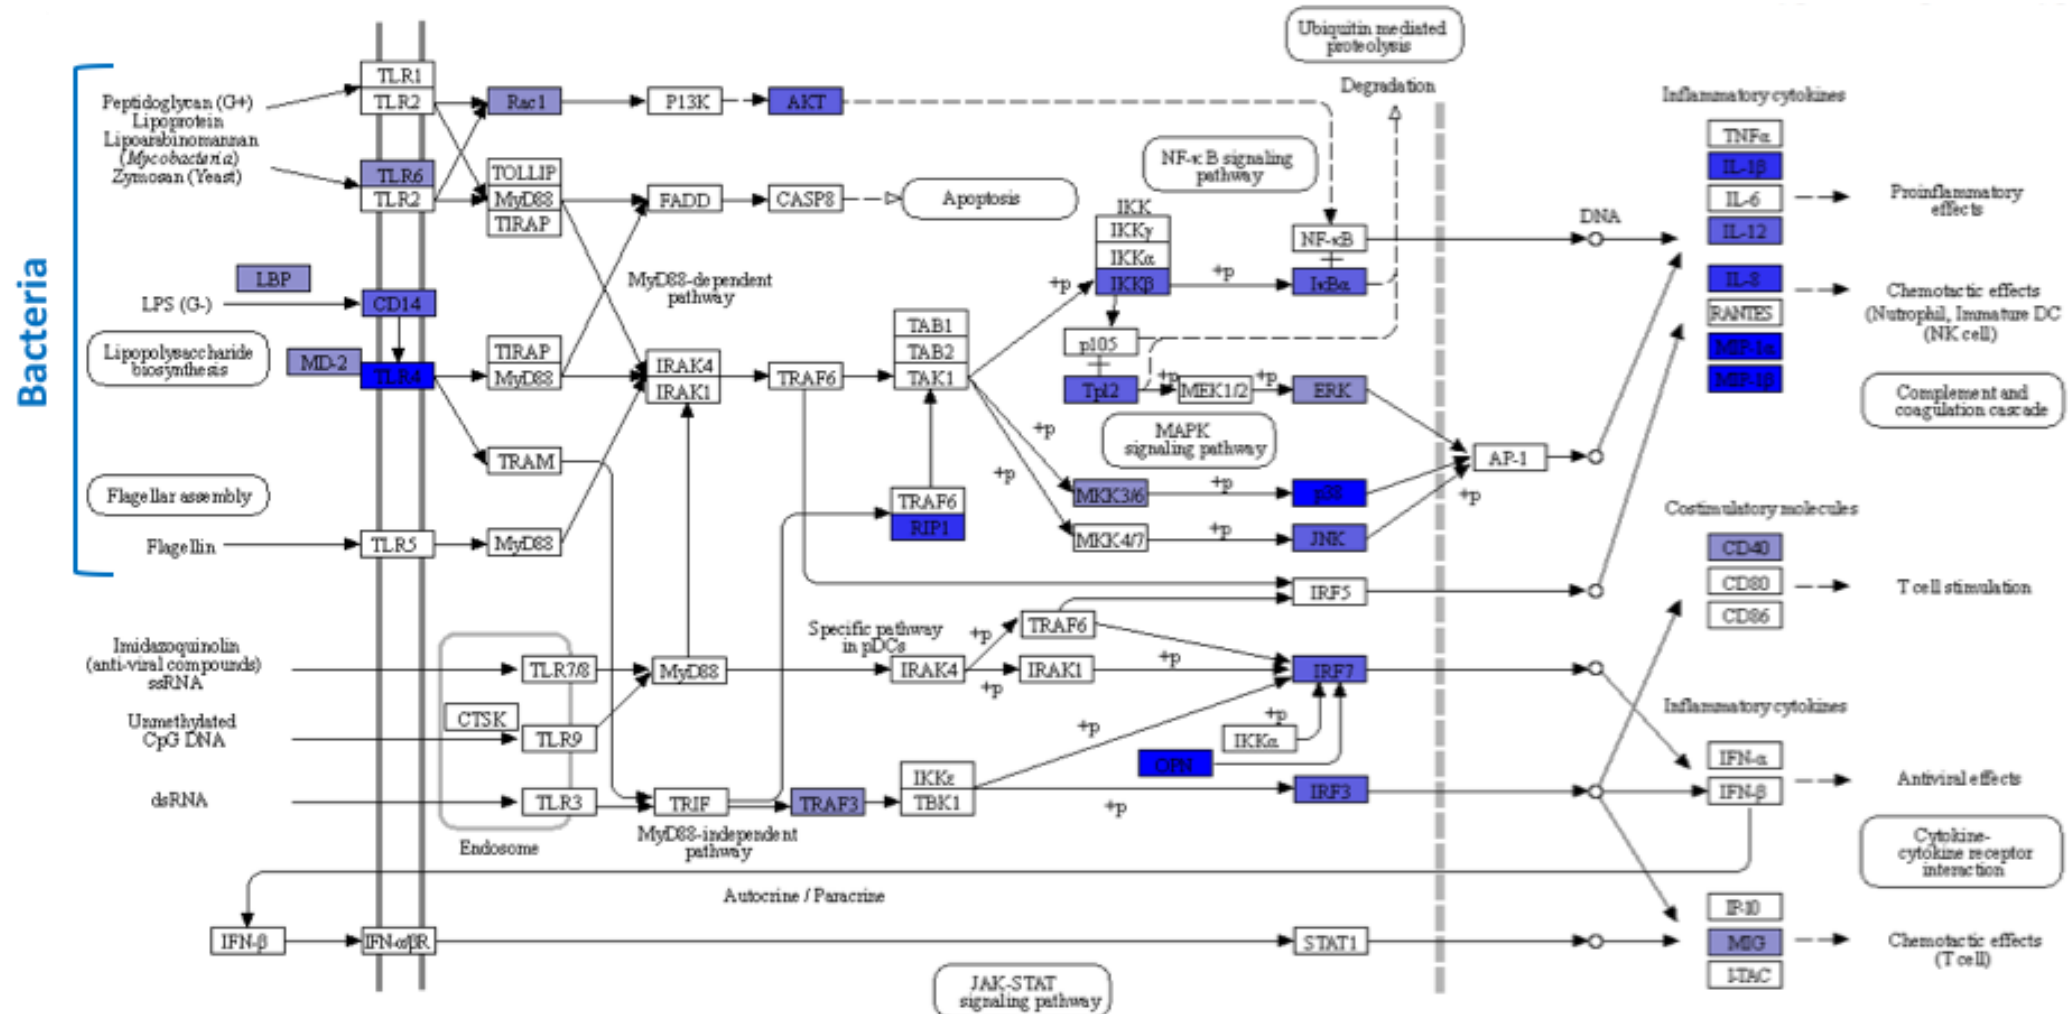 Bacteria
Peptidoglycan (G+)
Lipoprotein
Lipoarabinomannan
(Mycobacteria)
Zymosan (Yeast)
LBP
LPS (G-)
Lipopolysaccharide
biosynthesis
MD-2
Flagellar assembly
Flagellin
Imidazoquinolin
(anti-viral compounds)
ssRNA
Unmethylated
CpG DNA
dsRNA
TLR1
TLR2
TLR6
TLR2
CD14
TLR4
TLR5
TLR7/8
CTSK
TLR9
TLR3
Endosome
Rac1
P13K
AKT
TOLLIP
MyD88
TIRAP
FADD
CASP8
Apoptosis
MyD88-dependent
pathway
TIRAP
MyD88
IRAK4
IRAK1
TRAF6
TAB1
TAB2
TAK1
TRAM
MyD88
TRAF6
RIP1
MyD88
Specific pathway
in pDCs
IRAK4
+p
+p
TRAF6
IRAK1
+p
TRIF
TRAF3
IKKε
TBK1
MyD88-independent
pathway
+p
+p
Ubiquitin mediated
proteolysis
Degradation
NF-κB signaling
pathway
IKK
IKKγ
IKKα
IKKβ
+p
+p
NF-κB
IκBα
p105
Tpl2
+p
MEK1/2
+p
ERK
MAPK
signaling pathway
+p
+p
MKK3/6
+p
p38
MKK4/7
+p
JNK
AP-1
+p
IRF5
IRF7
+p
IKKα
OPN
IRF3
DNA
Inflammatory cytokines
TNFα
IL-1β
IL-6
IL-12
Proinflammatory
effects
IL-8
RANTES
MIP-1α
MIP-1β
Chemotactic effects
(Nutrophil, Immature DC
(NK cell)
Complement and
coagulation cascade
Costimulatory molecules
CD40
CD80
CD86
T cell stimulation
Inflammatory cytokines
IFN-α
IFN-β
Antiviral effects
Cytokine-
cytokine receptor
interaction
Autocrine / Paracrine
IFN-β
IFN-α/βR
STAT1
JAK-STAT
signaling pathway
IP-10
MIG
I-TAC
Chemotactic effects
(T cell)